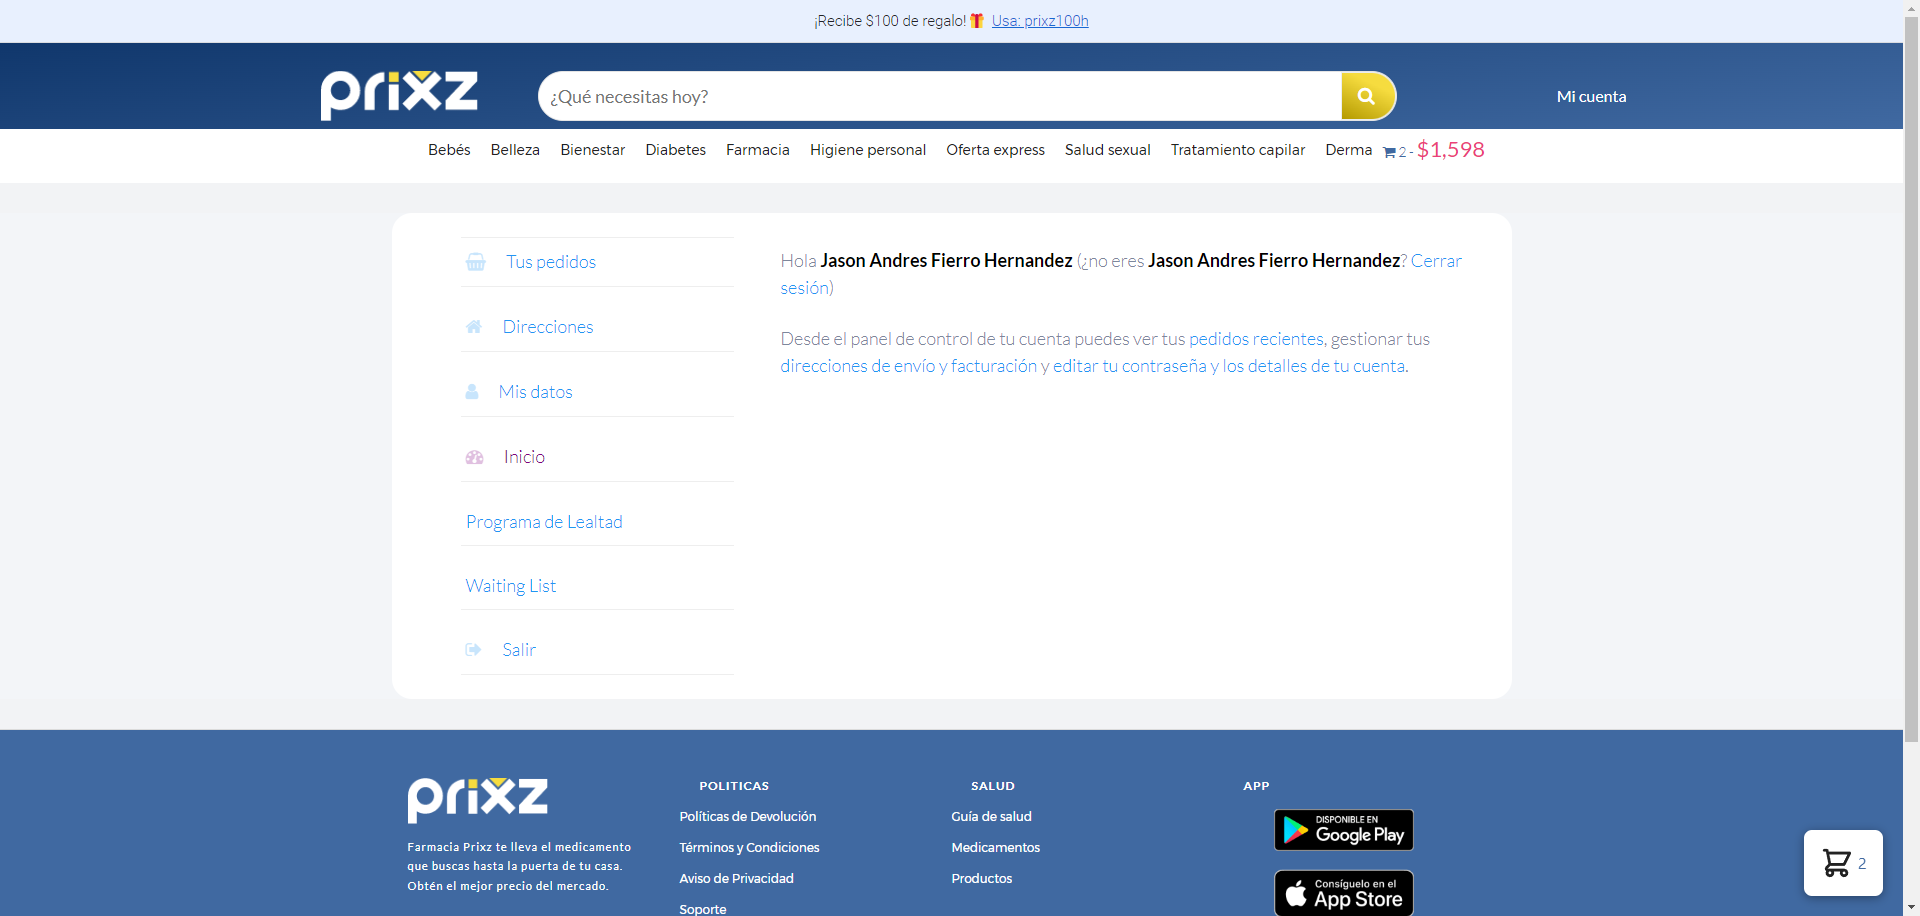 ¡Recibe $100 de regalo! Usa: prixz100h
prixz
¿Qué necesitas hoy?
Mi cuenta
Bebés Belleza Bienestar Diabetes Farmacia Higiene personal Oferta express Salud sexual Tratamiento capilar Derma 2 - $1,598
Tus pedidos
Direcciones
Mis datos
Inicio
Programa de Lealtad
Waiting List
Salir
Hola Jason Andres Fierro Hernandez (¿no eres Jason Andres Fierro Hernandez? Cerrar
sesión)
Desde el panel de control de tu cuenta puedes ver tus pedidos recientes, gestionar tus
direcciones de envío y facturación y editar tu contraseña y los detalles de tu cuenta.
prixz
Farmacia Prixz te lleva el medicamento
que buscas hasta la puerta de tu casa.
Obtén el mejor precio del mercado.
POLITICAS
Políticas de Devolución
Términos y Condiciones
Aviso de Privacidad
Soporte
SALUD
Guía de salud
Medicamentos
Productos
APP
DISPONIBLE EN
Google Play
Consíguelo en el
App Store
2